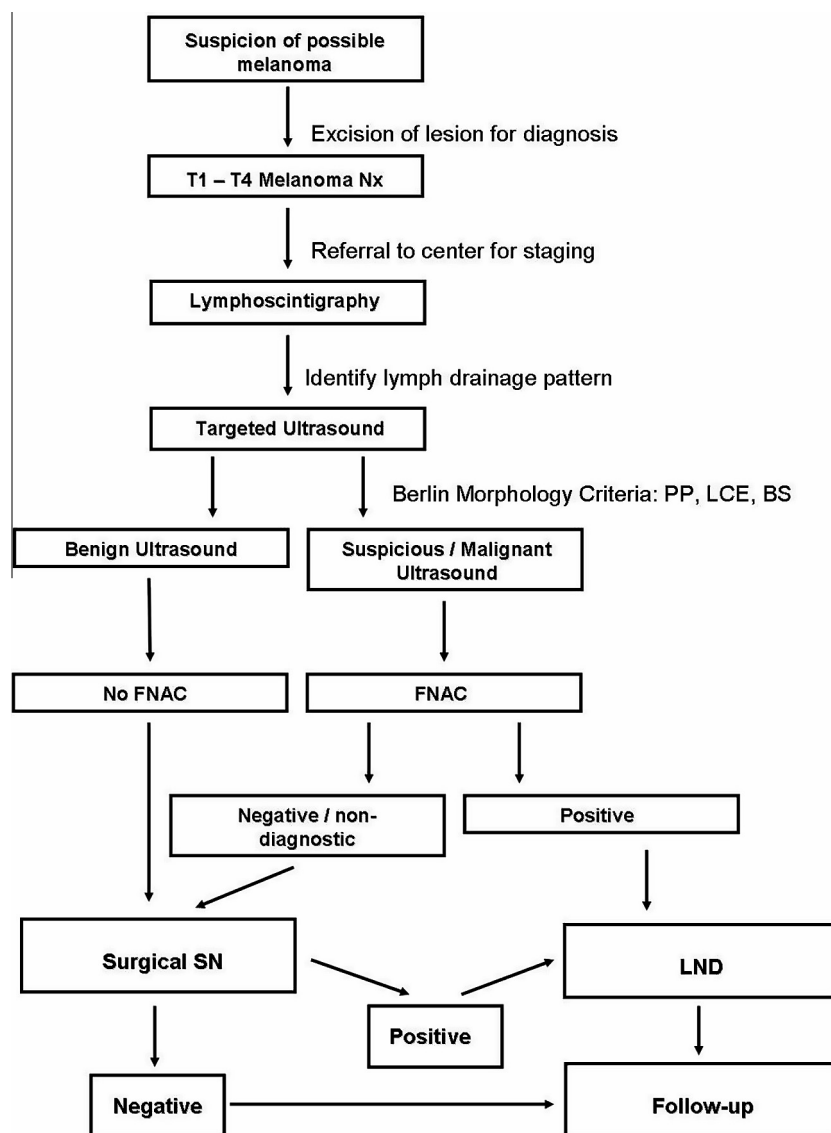 Suspicion of possible
melanoma
Excision of lesion for diagnosis
T1 – T4 Melanoma Nx
Referral to center for staging
Lymphoscintigraphy
Identify lymph drainage pattern
Targeted Ultrasound
Berlin Morphology Criteria: PP, LCE, BS
Benign Ultrasound
Suspicious / Malignant
Ultrasound
No FNAC
FNAC
Negative / non-
diagnostic
Positive
Surgical SN
LND
Positive
Negative
Follow-up